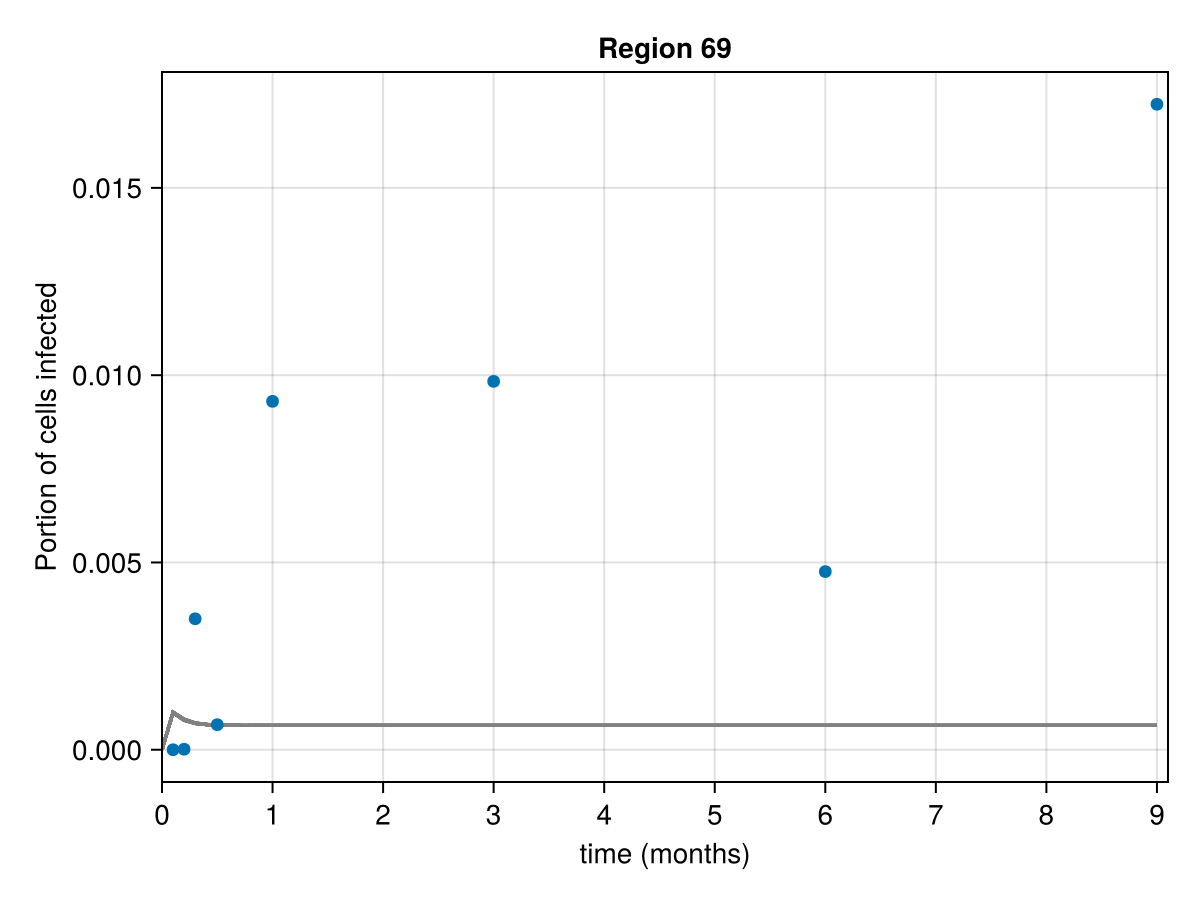 Region 69
Portion of cells infected
0.015
0.010
0.005
0.000
0 1 2 3 4 5 6 7 8 9
time (months)